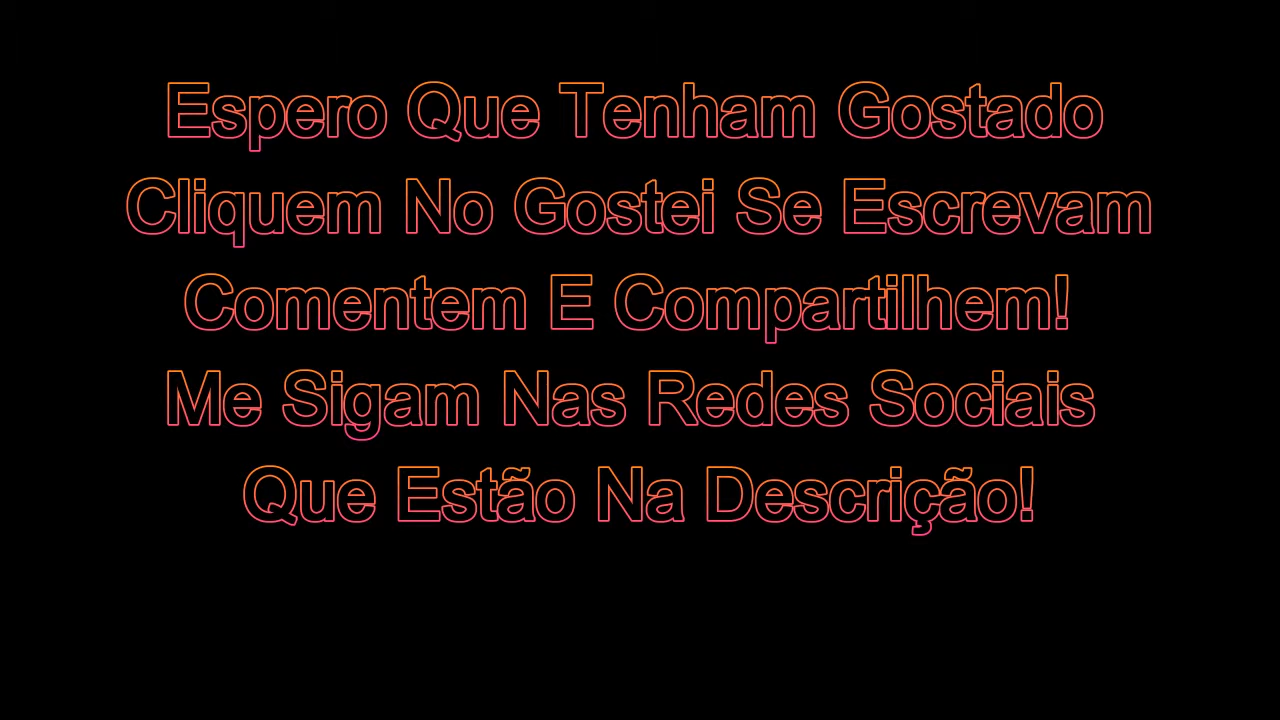 Espero Que Tenham Gostado
Cliquem No Gostei Se Escrevam
Comentem E Compartilhem!
Me Sigam Nas Redes Sociais
Que Estão Na Descrição!